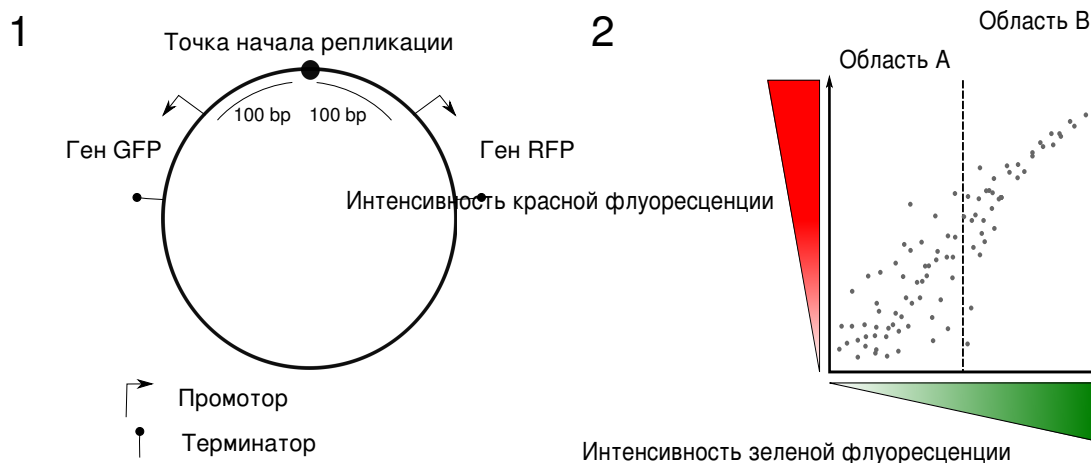 1
Точка начала репликации
100 bp 100 bp
Ген GFP
Ген RFP
Промотор
Терминатор
2
Область B
Область A
Интенсивность красной флуоресценции
Интенсивность зеленой флуоресценции